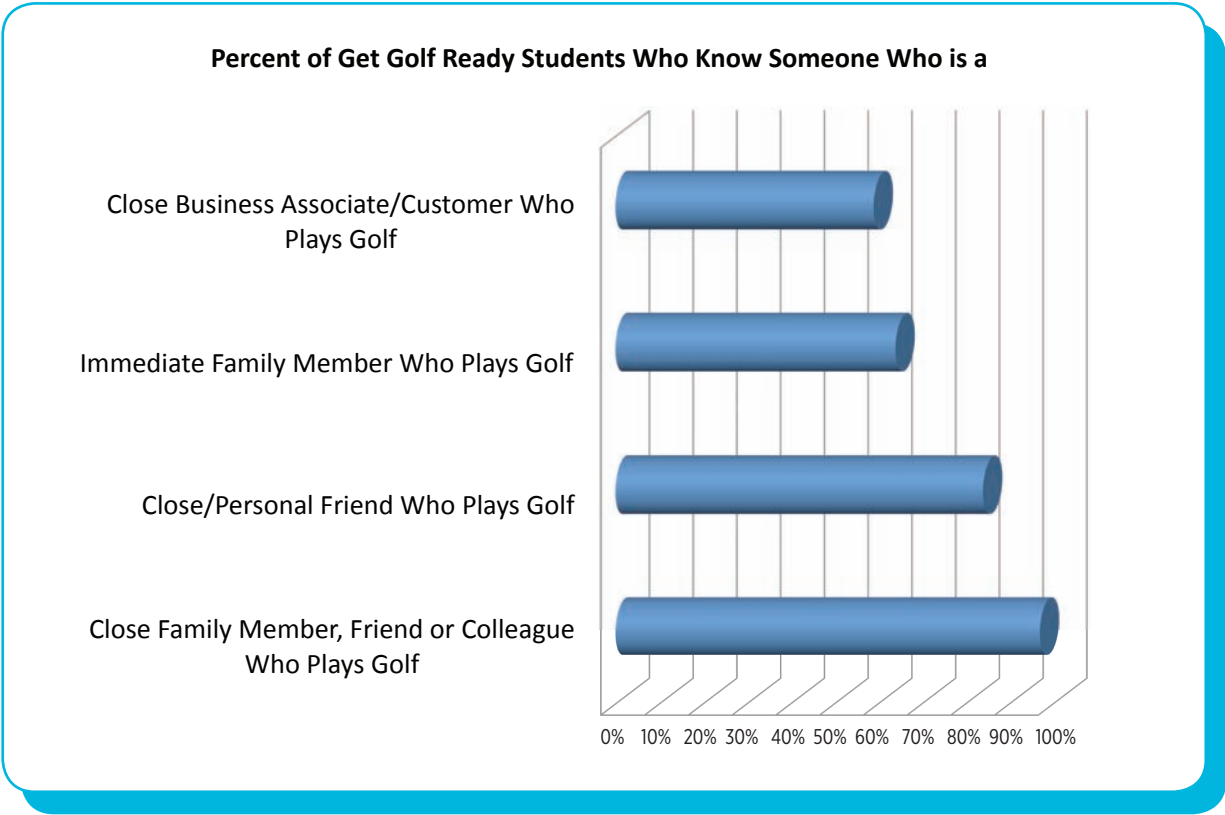 Percent of Get Golf Ready Students Who Know Someone Who is a
Close Business Associate/Customer Who
Plays Golf
Immediate Family Member Who Plays Golf
Close/Personal Friend Who Plays Golf
Close Family Member, Friend or Colleague
Who Plays Golf
0% 10% 20% 30% 40% 50% 60% 70% 80% 90% 100%